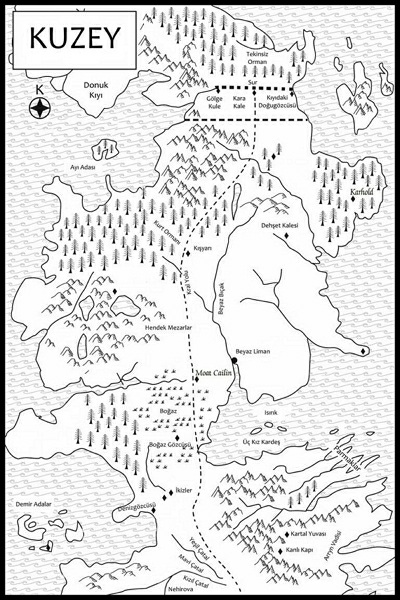 KUZEY
Tekinsiz
Orman
Donuk
Kıyı
Sur
K
Gölge
Kule
Kara
Kale
Kıyıdaki
Doğugözcüsü
Ayı Adası
Karhold
Kurt Ormanı
Dehşet Kalesi
Kışyarı
Kral Yolu
Beyaz Bıçak
Hendek Mezarlar
Beyaz Liman
Moat Cailin
Isırık
Boğaz
Üç Kız Kardeş
Boğaz Gözcüsü
Parmaklar
İkizler
Demir Adalar
Denizgözcüsü
Kartal Yuvası
Kanlı Kapı
Arryn Vadisi
Yeşil Çatal
Mavi Çatal
Kızıl Çatal
Nehirova